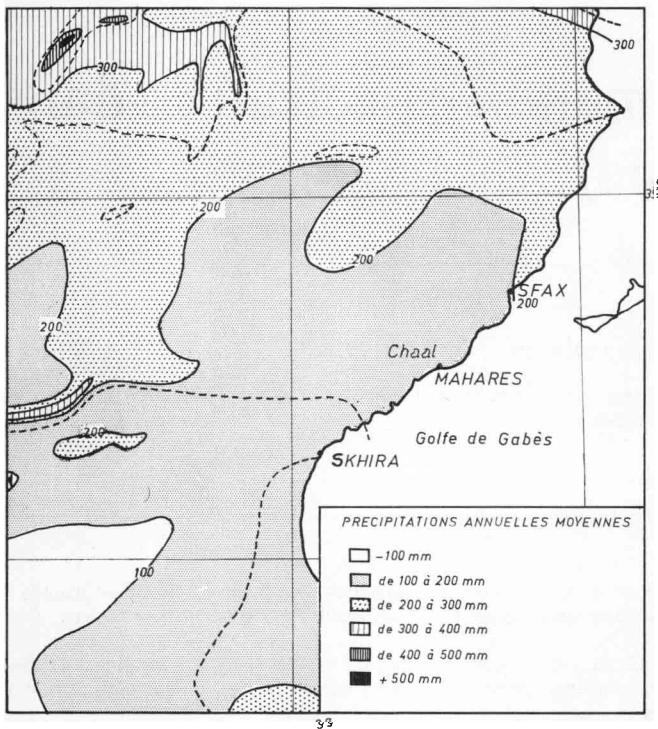 300
300
200
35
200
SFAX
200
200
Chaal
MAHARES
200
Golfe de Gabès
SKHIRA
PRECIPITATIONS ANNUELLES MOYENNES
-100 mm
100
de 100 à 200 mm
de 200 à 300 mm
de 300 à 400 mm
de 400 à 500 mm
+ 500 mm
33